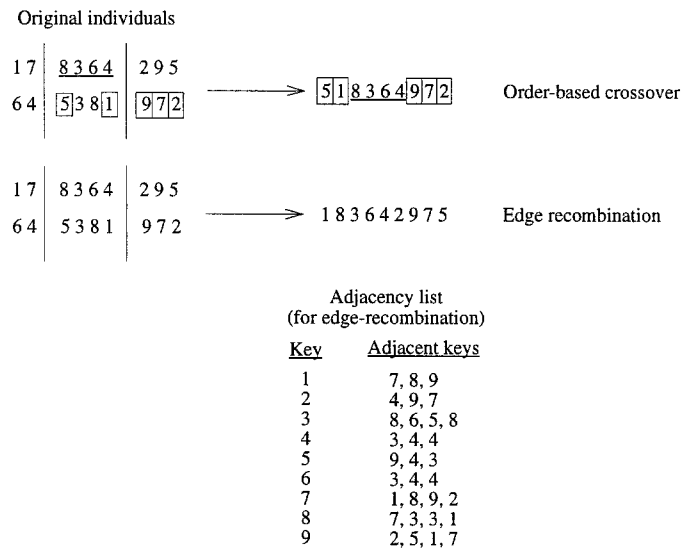 Original individuals
17 8364 295
64 5381 972
518364972 Order-based crossover
17 8364 295
64 5381 972
183642975 Edge recombination
Adjacency list
(for edge-recombination)
Key Adjacent keys
1 7, 8, 9
2 4, 9, 7
3 8, 6, 5, 8
4 3, 4, 4
5 9, 4, 3
6 3, 4, 4
7 1, 8, 9, 2
8 7, 3, 3, 1
9 2, 5, 1, 7